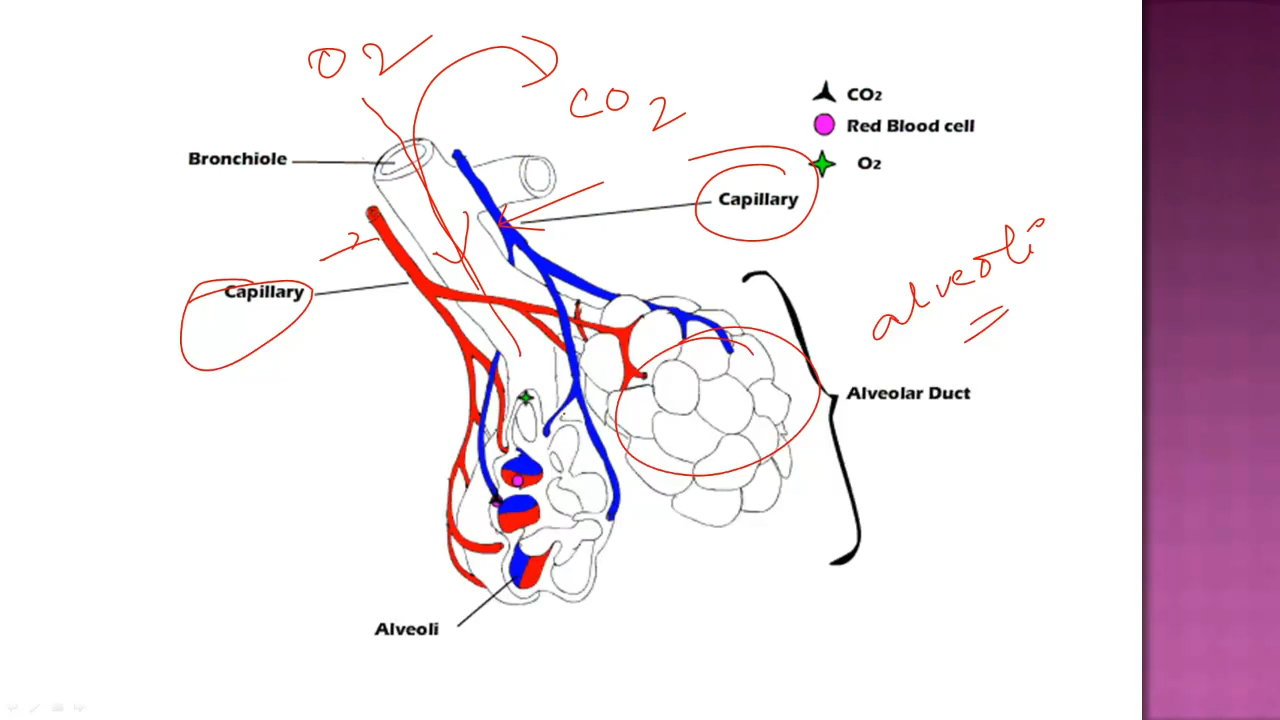 O2
CO2
CO2
Red Blood cell
O2
Bronchiole
Capillary
alveoli
Capillary
Alveolar Duct
Alveoli